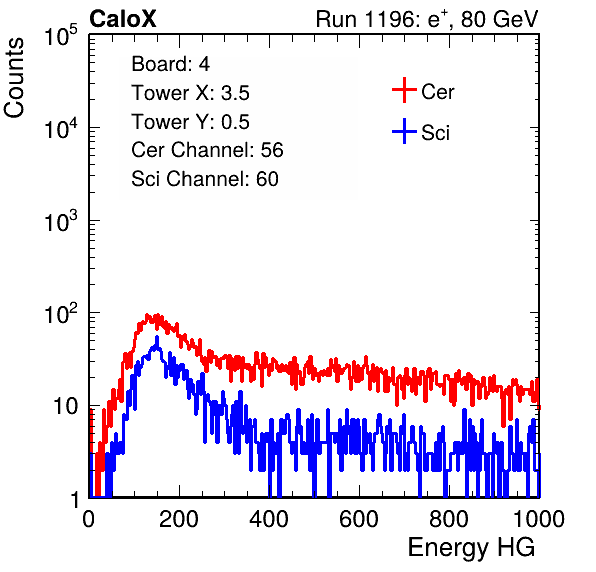 CaloX Run 1196: e⁺, 80 GeV
Counts
Board: 4
Tower X: 3.5
Tower Y: 0.5
Cer Channel: 56
Sci Channel: 60
Cer
Sci
10⁵
10⁴
10³
10²
10
1
0 200 400 600 800 1000
Energy HG